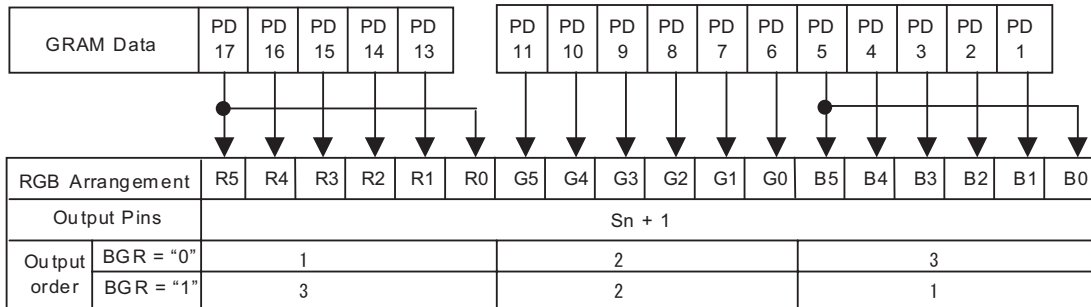 GRAM Data PD 17 PD 16 PD 15 PD 14 PD 13 PD 11 PD 10 PD 9 PD 8 PD 7 PD 6 PD 5 PD 4 PD 3 PD 2 PD 1
RGB Arrangement R5 R4 R3 R2 R1 R0 G5 G4 G3 G2 G1 G0 B5 B4 B3 B2 B1 B0
Output Pins Sn + 1
Output order BGR = “0” 1 2 3
BGR = “1” 3 2 1